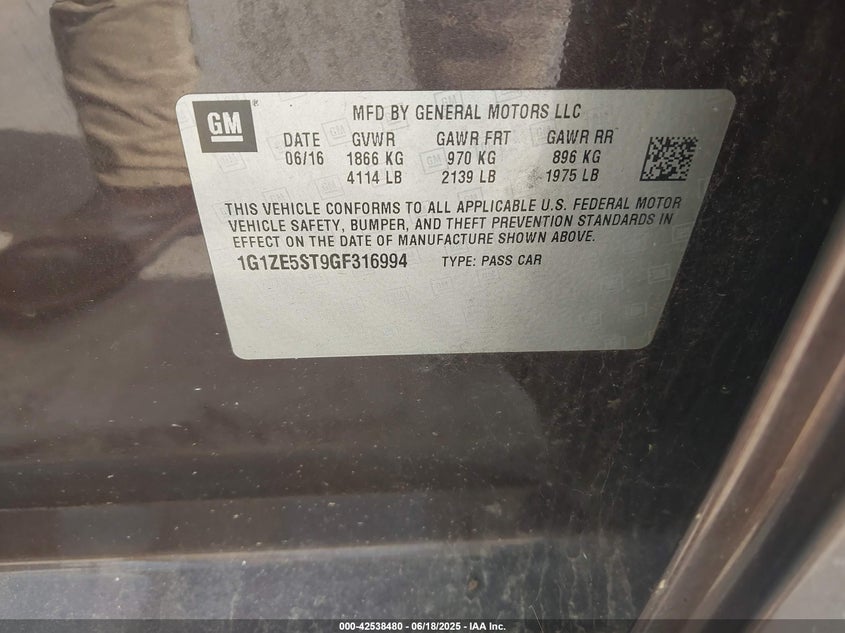 GM ® MFD BY GENERAL MOTORS LLC
DATE GVWR GAWR FRT GAWR RR
06/16 1866 KG 970 KG 896 KG
4114 LB 2139 LB 1975 LB
THIS VEHICLE CONFORMS TO ALL APPLICABLE U.S. FEDERAL MOTOR
VEHICLE SAFETY, BUMPER, AND THEFT PREVENTION STANDARDS IN
EFFECT ON THE DATE OF MANUFACTURE SHOWN ABOVE.
1G1ZE5ST9GF316994 TYPE: PASS CAR
000-42538480 - 06/18/2025 - IAA Inc.